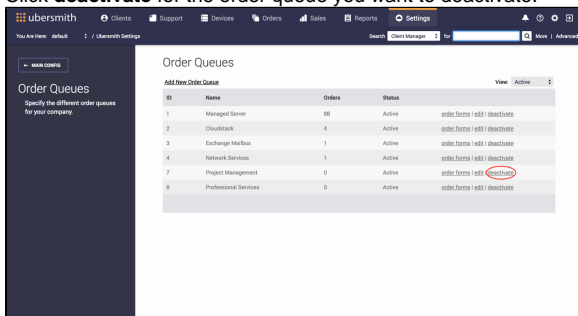 Click deactivate for the order queue you want to deactivate.
ubersmith Clients Support Devices Orders Sales Reports Settings
You Are Here: default / Ubersmith Settings Search Client Manager for More | Advanced
← MAIN CONFIG
Order Queues
Specify the different order queues
for your company.
Order Queues
Add New Order Queue View: Active
ID Name Orders Status
1 Managed Server 88 Active order forms | edit | deactivate
2 Cloudstack 4 Active order forms | edit | deactivate
3 Exchange Mailbox 1 Active order forms | edit | deactivate
4 Network Services 1 Active order forms | edit | deactivate
7 Project Management 0 Active order forms | edit | deactivate
8 Professional Services 0 Active order forms | edit | deactivate